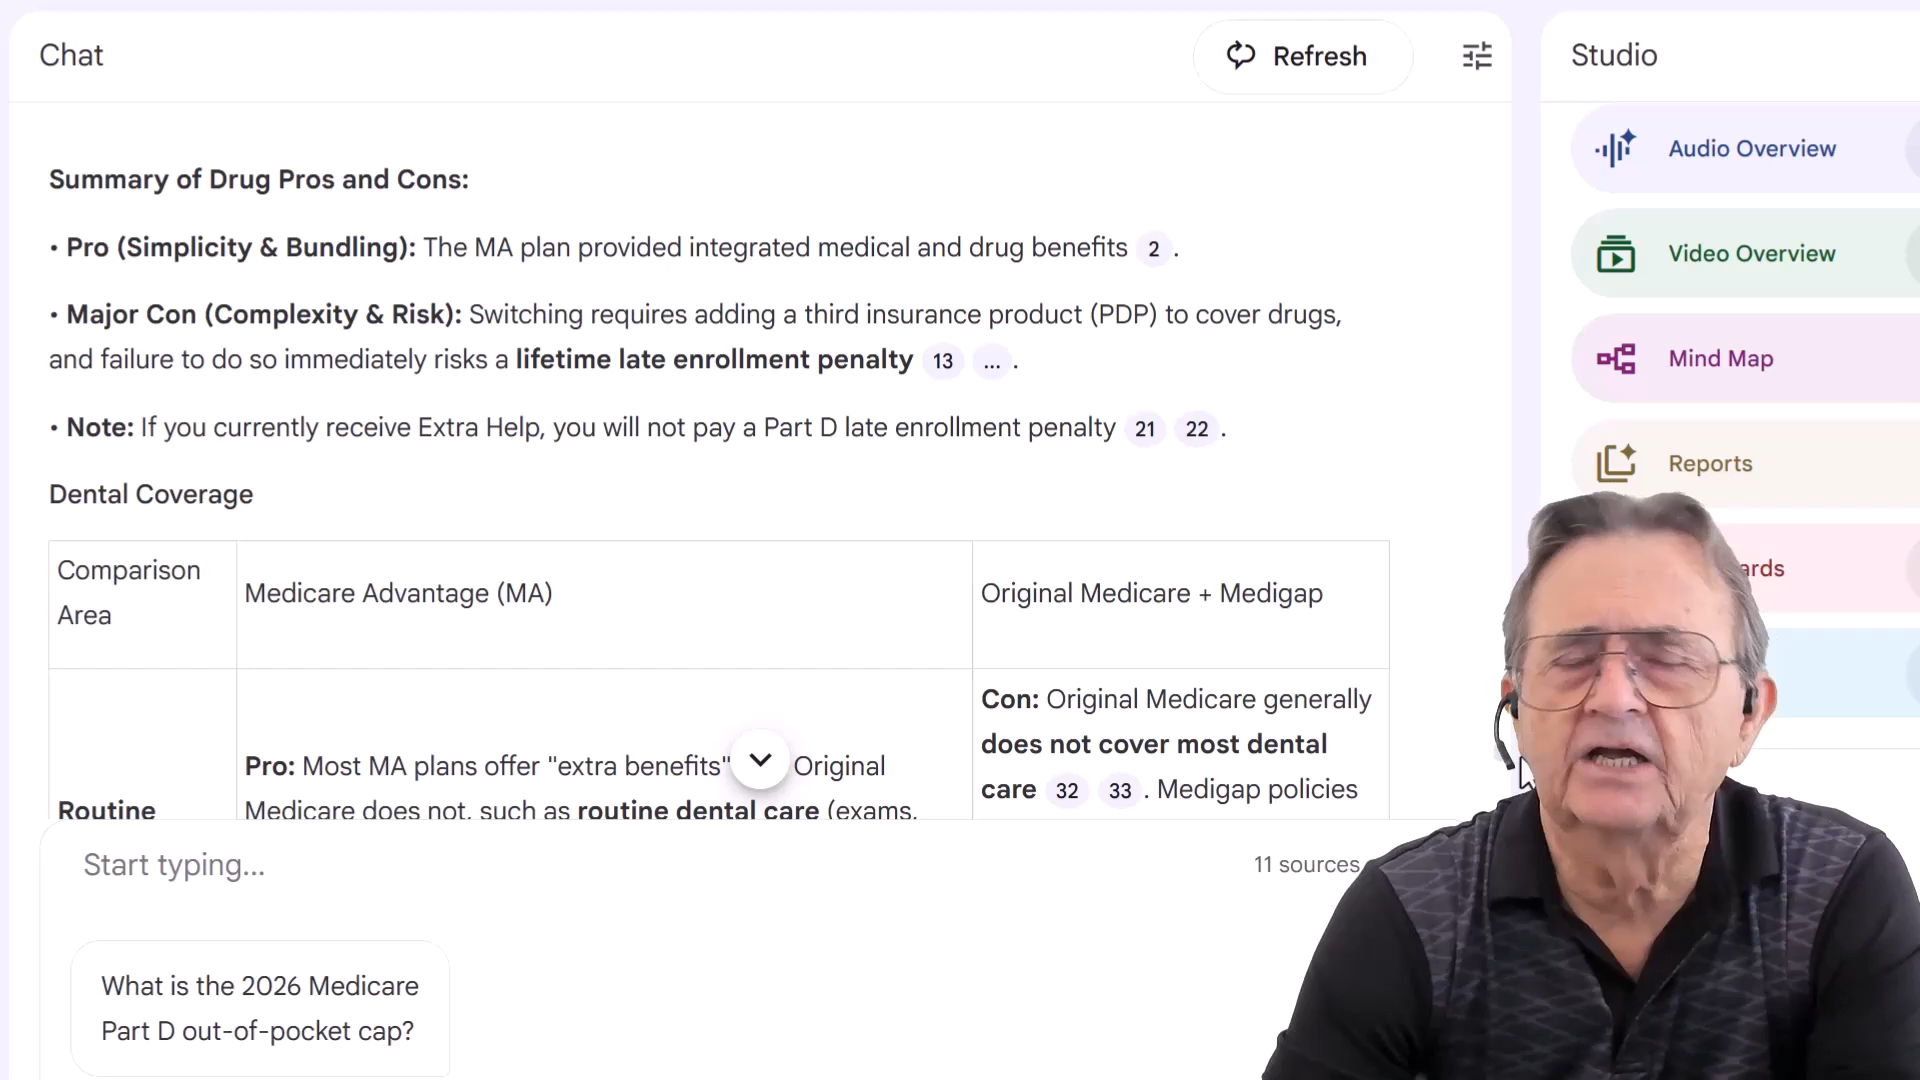 Chat
Refresh
Summary of Drug Pros and Cons:
• Pro (Simplicity & Bundling): The MA plan provided integrated medical and drug benefits 2 .
• Major Con (Complexity & Risk): Switching requires adding a third insurance product (PDP) to cover drugs,
and failure to do so immediately risks a lifetime late enrollment penalty 13 ... .
• Note: If you currently receive Extra Help, you will not pay a Part D late enrollment penalty 21 22 .
Dental Coverage
Comparison
Area
Medicare Advantage (MA)
Original Medicare + Medigap
Routine
Pro: Most MA plans offer "extra benefits" Original
Medicare does not, such as routine dental care (exams,
Con: Original Medicare generally
does not cover most dental
care 32 33 . Medigap policies
Start typing...
11 sources
What is the 2026 Medicare
Part D out-of-pocket cap?
Studio
Audio Overview
Video Overview
Mind Map
Reports
ards